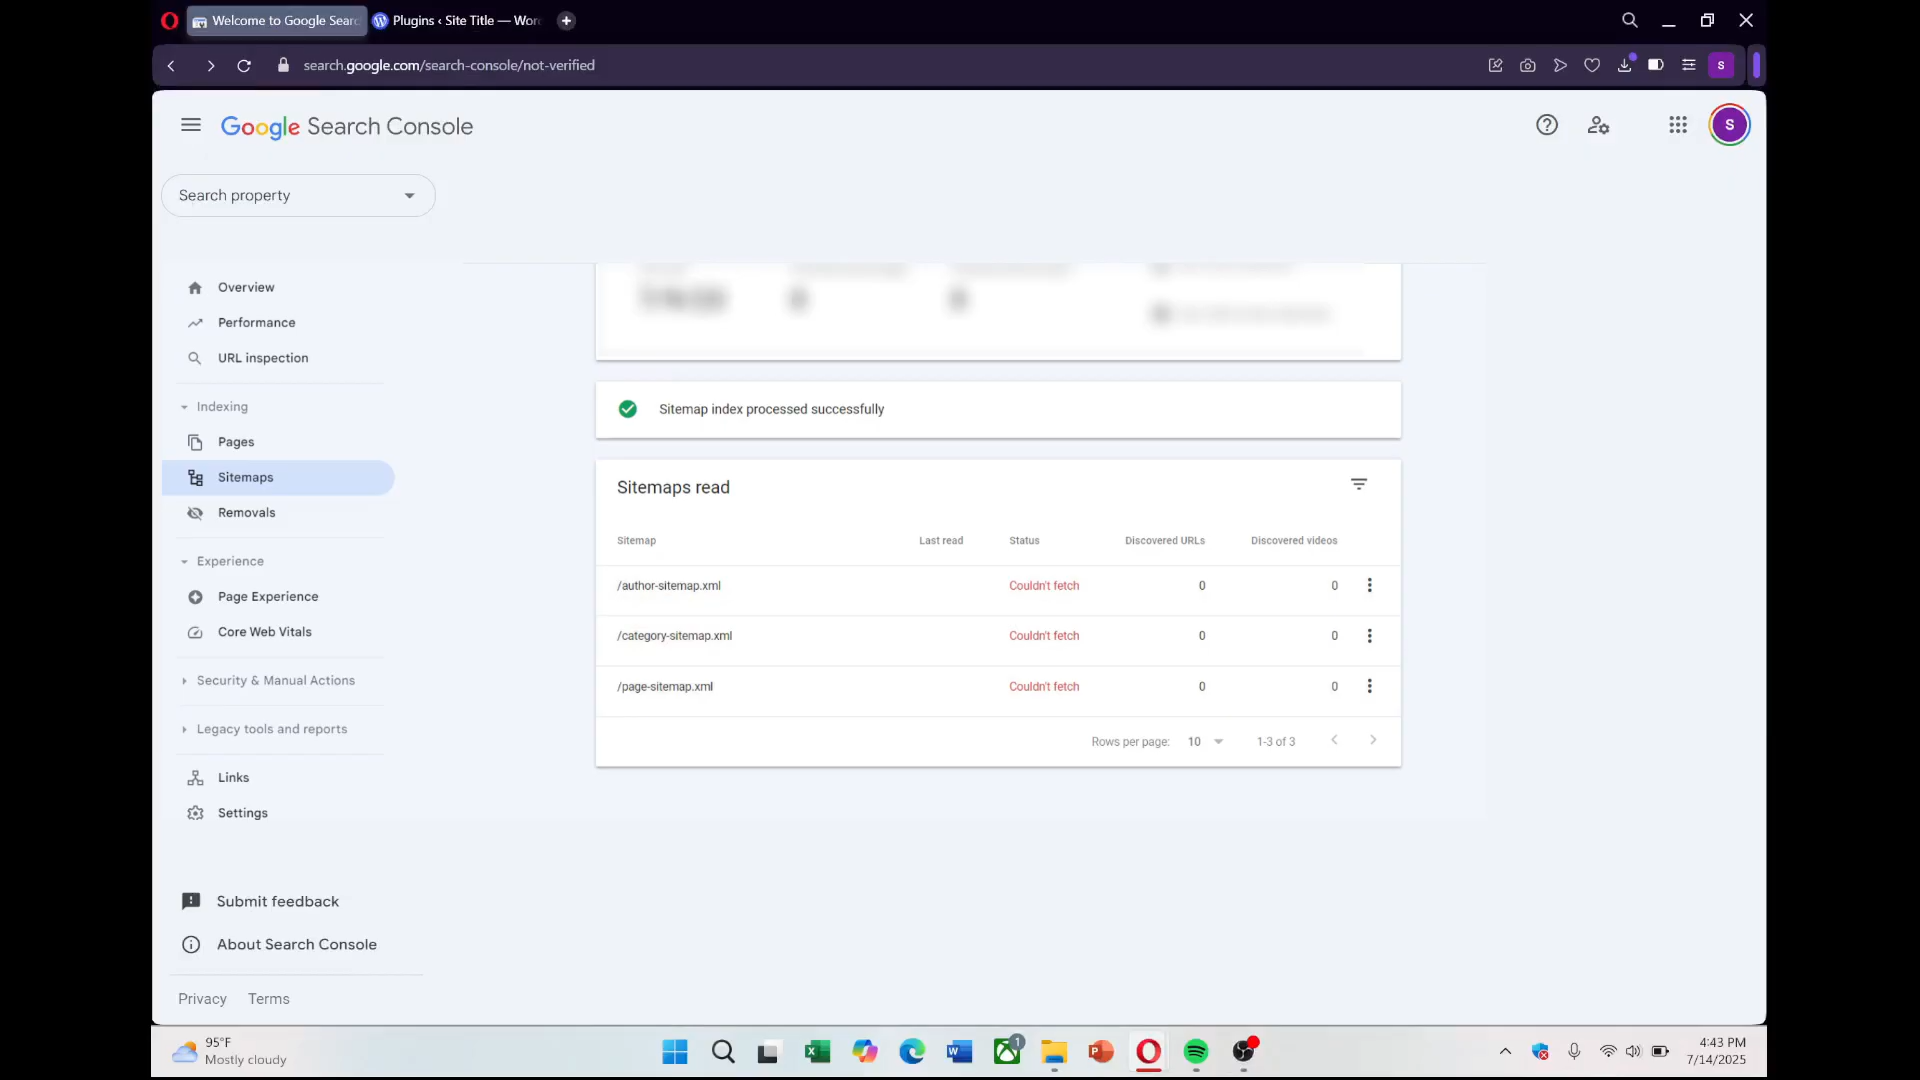 Welcome to Google Sear
Plugins ‹ Site Title — Wor
search.google.com/search-console/not-verified
S
Google Search Console
S
Search property
Overview
Performance
URL inspection
Indexing
Pages
Sitemaps
Removals
Experience
Page Experience
Core Web Vitals
Security & Manual Actions
Legacy tools and reports
Links
Settings
Submit feedback
About Search Console
Privacy Terms
Sitemap index processed successfully
Sitemaps read
Sitemap Last read Status Discovered URLs Discovered videos
/author-sitemap.xml Couldn't fetch 0 0
/category-sitemap.xml Couldn't fetch 0 0
/page-sitemap.xml Couldn't fetch 0 0
Rows per page: 10 1-3 of 3
95°F
Mostly cloudy
1
4:43 PM
7/14/2025